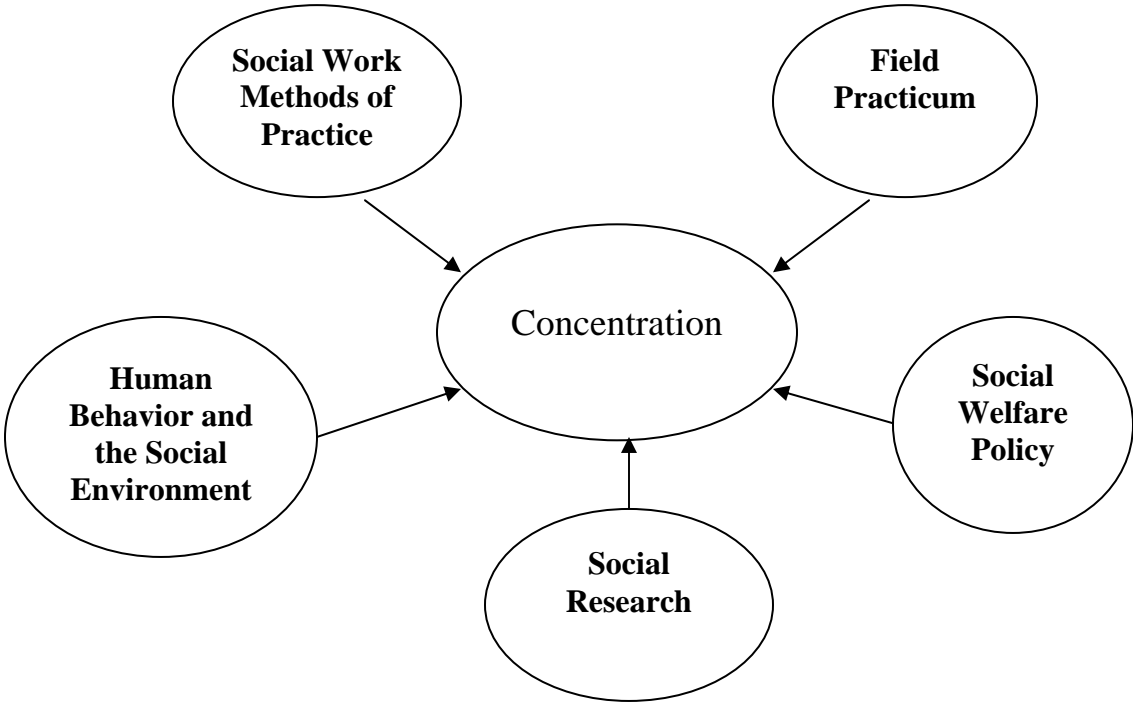 Social Work
Methods of
Practice
Field
Practicum
Concentration
Human
Behavior and
the Social
Environment
Social
Welfare
Policy
Social
Research